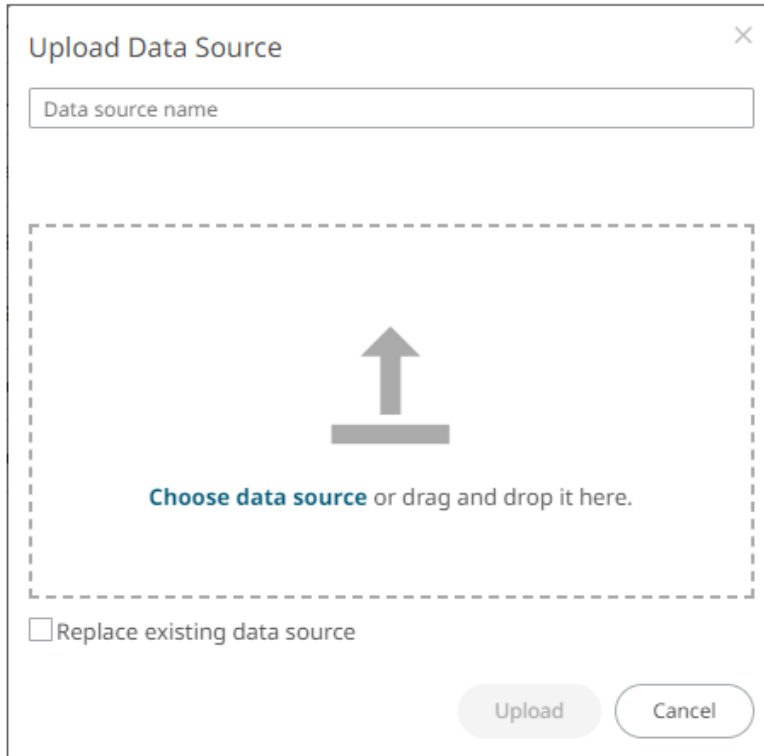 Upload Data Source
Data source name
Choose data source or drag and drop it here.
Replace existing data source
Upload
Cancel